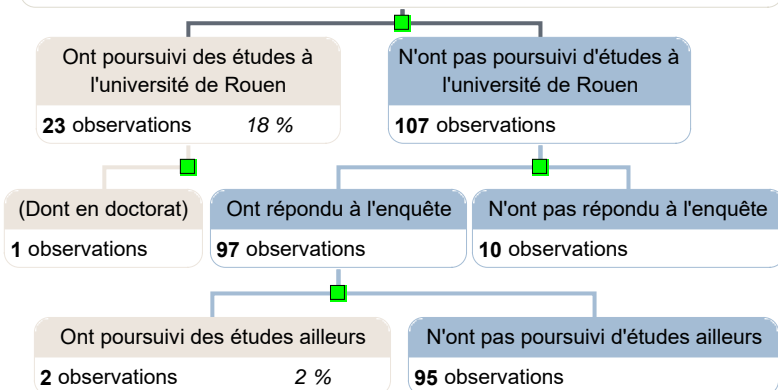 Ont poursuivi des études à
l'université de Rouen
23 observations 18 %
N'ont pas poursuivi d'études à
l'université de Rouen
107 observations
(Dont en doctorat)
1 observations
Ont répondu à l'enquête
97 observations
N'ont pas répondu à l'enquête
10 observations
Ont poursuivi des études ailleurs
2 observations 2 %
N'ont pas poursuivi d'études ailleurs
95 observations